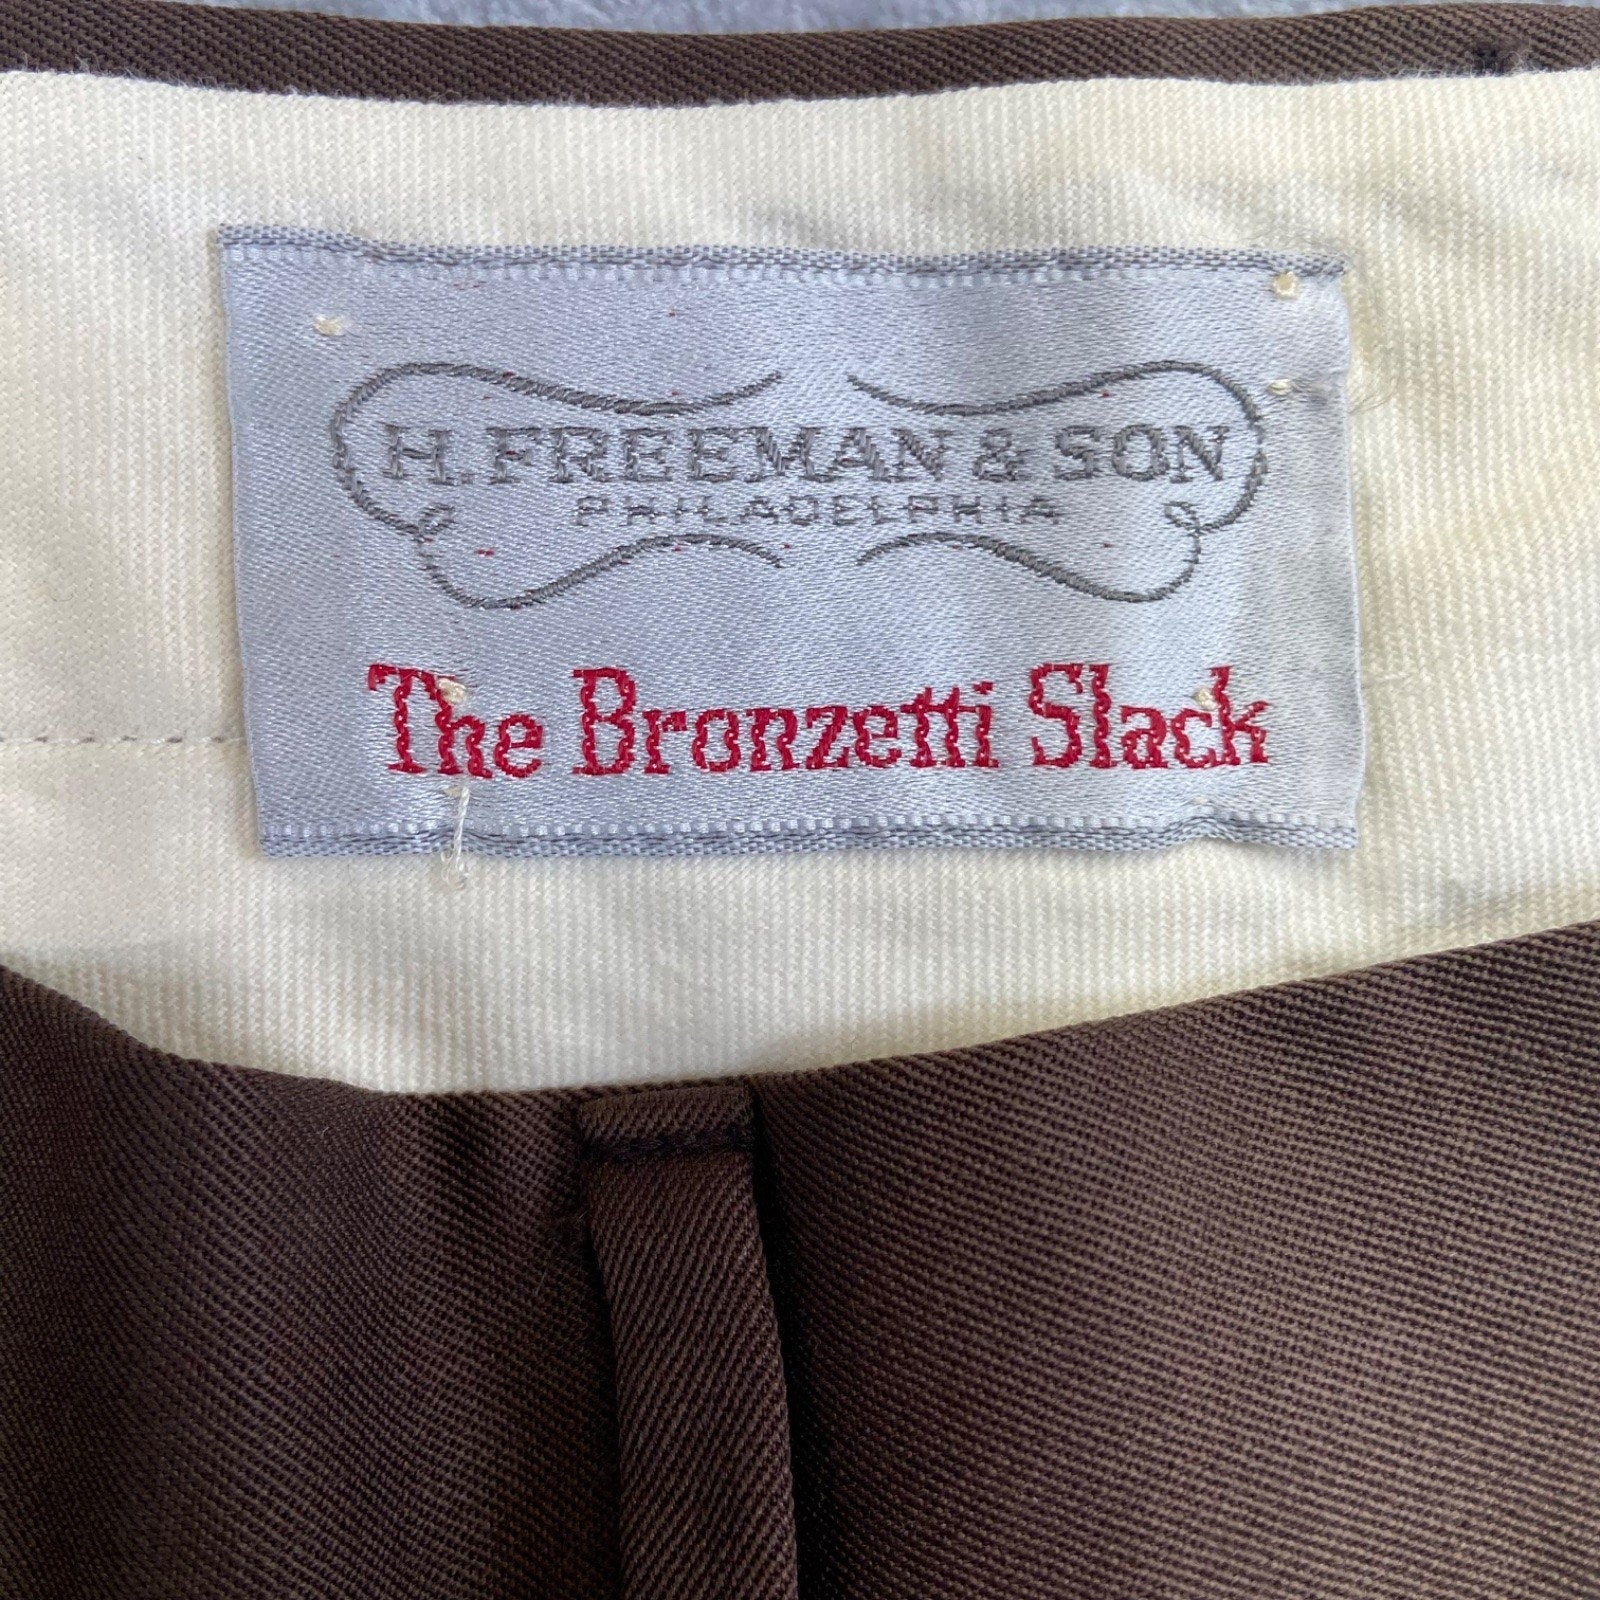 H. FREEMAN & SON
PHILADELPHIA
The Bronzetti Slack